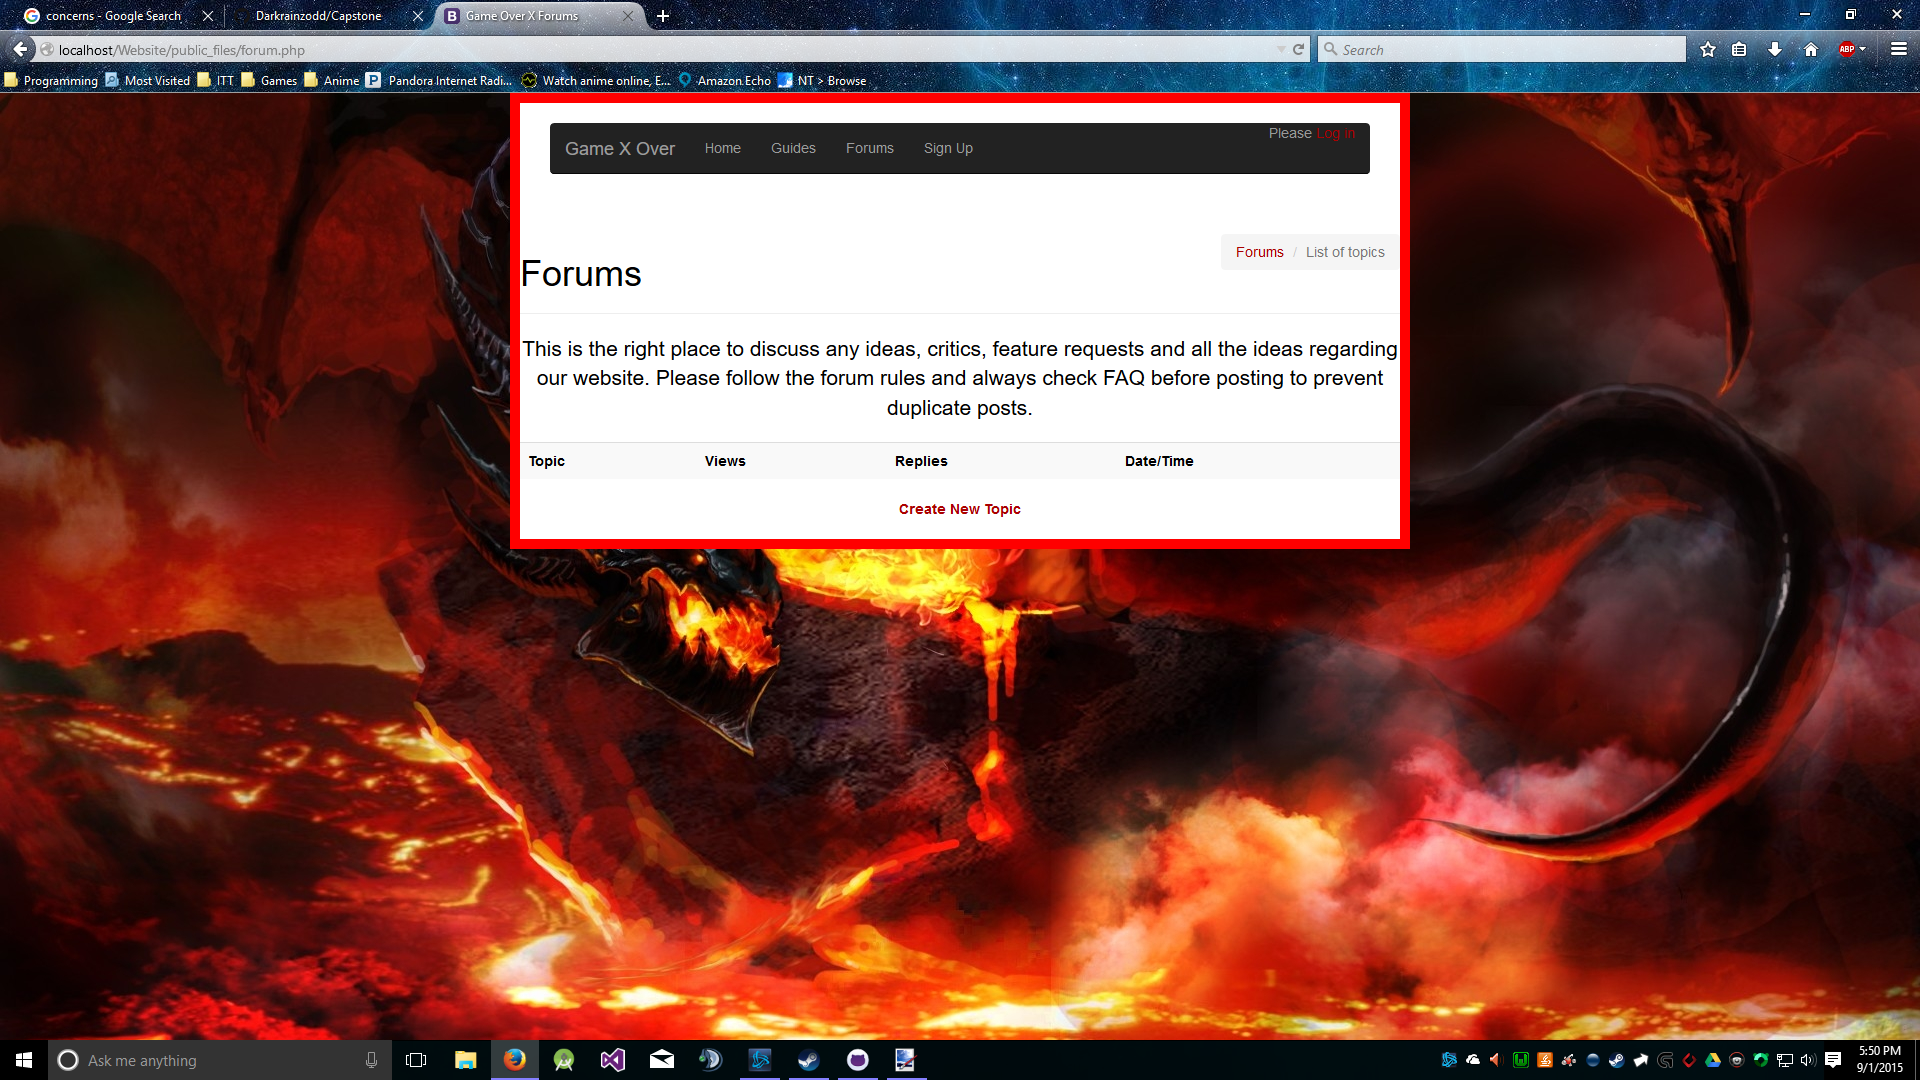 concerns - Google Search
Darkrainzodd/Capstone
Game Over X Forums
localhost/Website/public_files/forum.php
Search
ABP
Programming
Most Visited
ITT
Games
Anime
Pandora Internet Radi...
Watch anime online, E...
Amazon Echo
NT > Browse
Game X Over
Home
Guides
Forums
Sign Up
Please Log in
Forums / List of topics
Forums
This is the right place to discuss any ideas, critics, feature requests and all the ideas regarding
our website. Please follow the forum rules and always check FAQ before posting to prevent
duplicate posts.
Topic Views Replies Date/Time
Create New Topic
Ask me anything
5:50 PM
9/1/2015